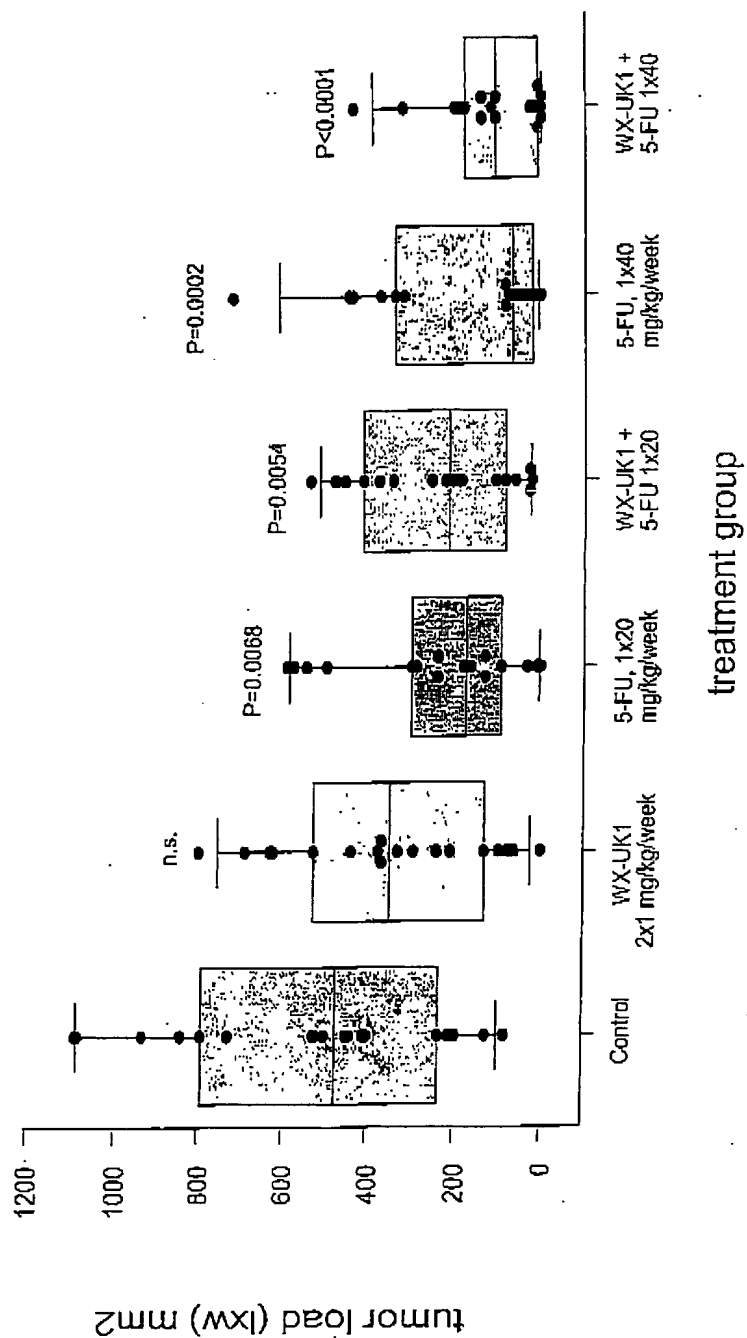 tumor load (lxw) mm2
1200
1000
800
600
400
200
0
n.s.
P=0.0068
P=0.0054
P=0.0002
P<0.0001
Control
WX-UK1
2x1 mg/kg/week
5-FU, 1x20
mg/kg/week
WX-UK1 +
5-FU 1x20
5-FU, 1x40
mg/kg/week
WX-UK1 +
5-FU 1x40
treatment group